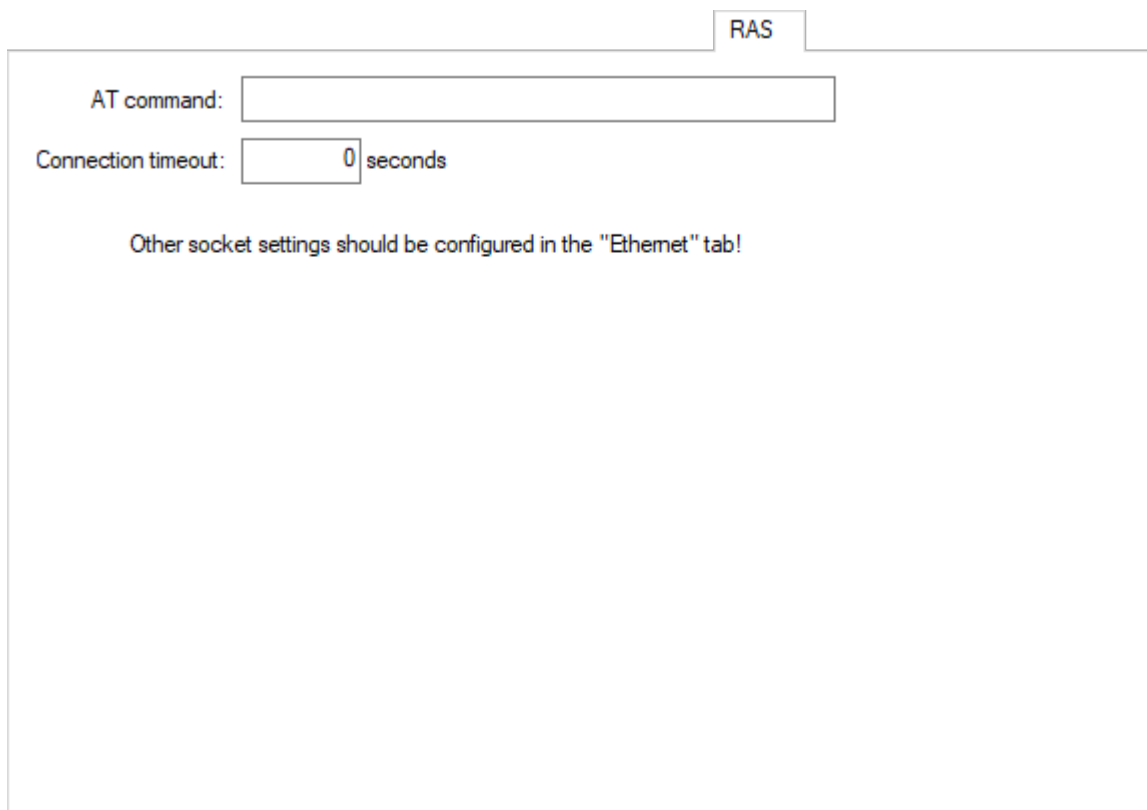 RAS
AT command:
Connection timeout: 0 seconds
Other socket settings should be configured in the "Ethernet" tab!